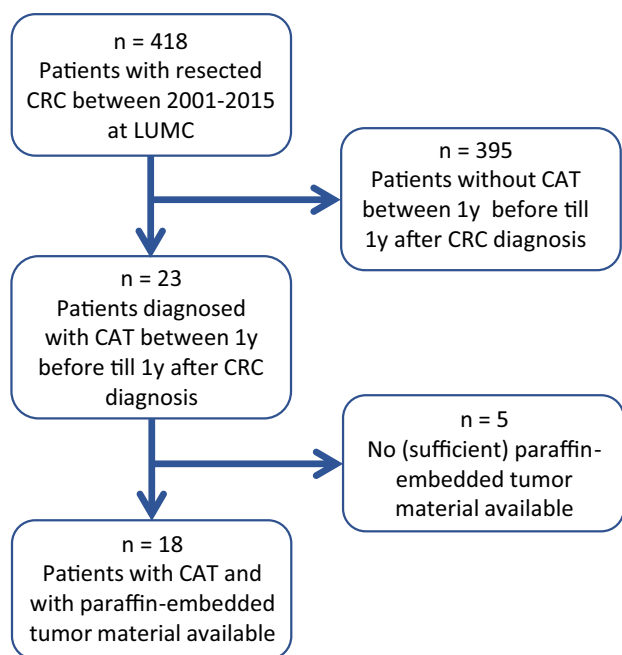 n = 418
Patients with resected
CRC between 2001-2015
at LUMC
n = 395
Patients without CAT
between 1y before till
1y after CRC diagnosis
n = 23
Patients diagnosed
with CAT between 1y
before till 1y after CRC
diagnosis
n = 5
No (sufficient) paraffin-
embedded tumor
material available
n = 18
Patients with CAT and
with paraffin-embedded
tumor material available